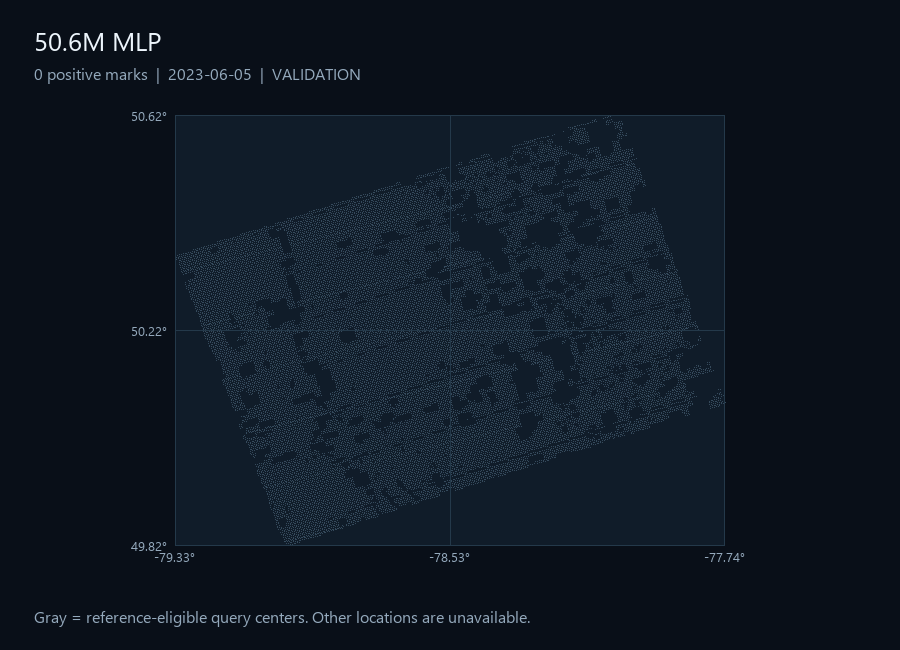 50.6M MLP
0 positive marks | 2023-06-05 | VALIDATION
50.62°
50.22°
49.82°
-79.33°
-78.53°
-77.74°
Gray = reference-eligible query centers. Other locations are unavailable.